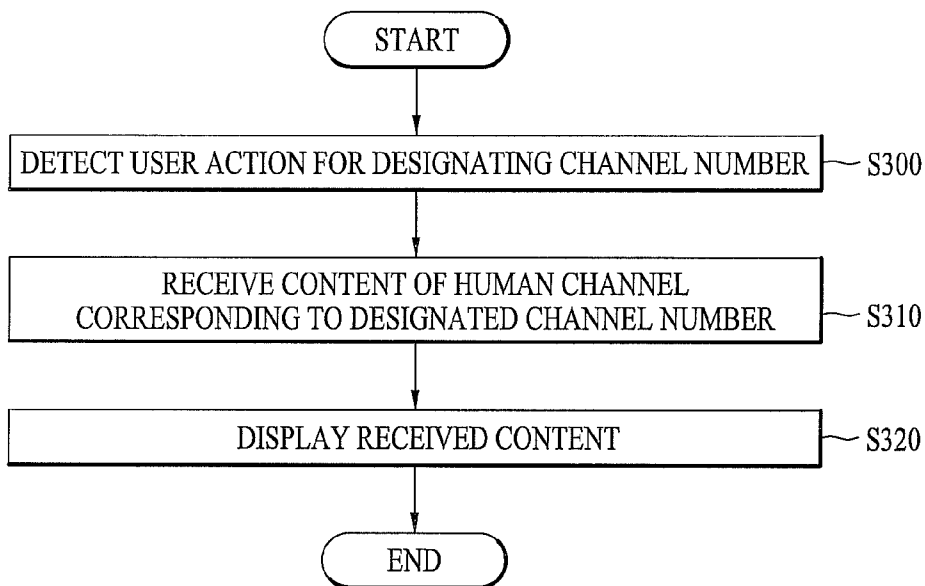 START
DETECT USER ACTION FOR DESIGNATING CHANNEL NUMBER
S300
RECEIVE CONTENT OF HUMAN CHANNEL
CORRESPONDING TO DESIGNATED CHANNEL NUMBER
S310
DISPLAY RECEIVED CONTENT
S320
END